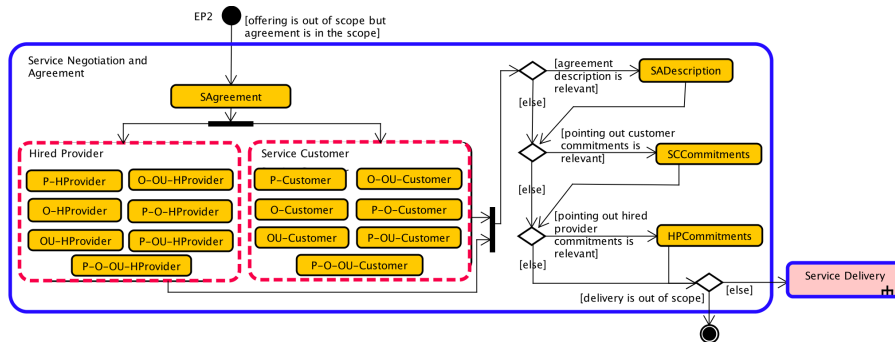 EP2
[offering is out of scope but
agreement is in the scope]
Service Negotiation and
Agreement
SAgreement
Hired Provider
P-HProvider
O-OU-HProvider
O-HProvider
P-O-HProvider
OU-HProvider
P-OU-HProvider
P-O-OU-HProvider
Service Customer
P-Customer
O-OU-Customer
O-Customer
P-O-Customer
OU-Customer
P-OU-Customer
P-O-OU-Customer
[agreement
description is
relevant]
SADescription
[else]
[pointing out customer
commitments is
relevant]
SCCommitments
[else]
[pointing out hired
provider
commitments is
relevant]
HPCommitments
[else]
[delivery is out of scope]
[else]
Service Delivery